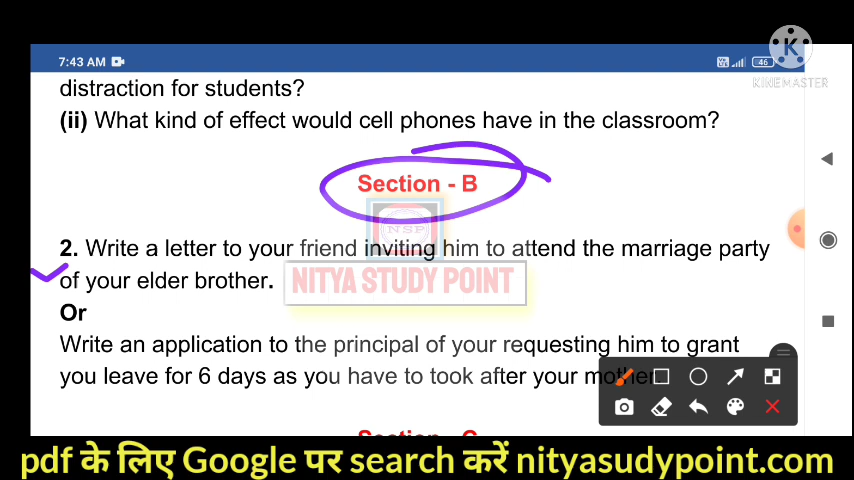 7:43 AM
46
K
KINEMASTER
distraction for students?
(ii) What kind of effect would cell phones have in the classroom?
Section - B
NSP
2. Write a letter to your friend inviting him to attend the marriage party
of your elder brother.
NITYA STUDY POINT
Or
Write an application to the principal of your requesting him to grant
you leave for 6 days as you have to took after your mother
Section - C
pdf के लिए Google पर search करें nityasudypoint.com